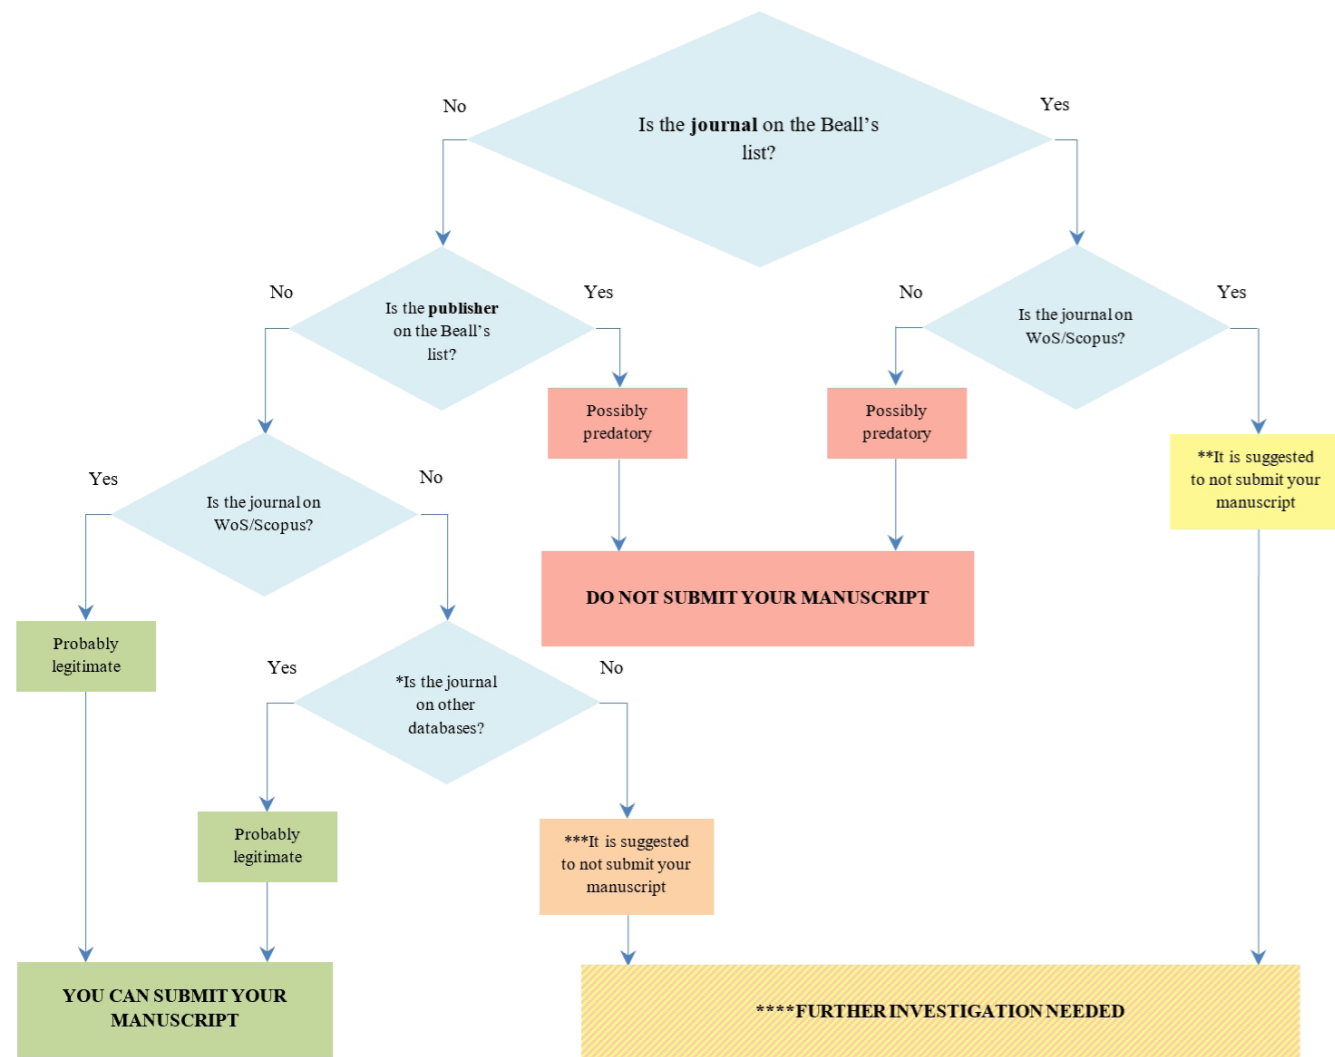 No
Yes
Is the journal on the Beall's
list?
No
Yes
Is the publisher
on the Beall's
list?
No
Yes
Is the journal on
WoS/Scopus?
Possibly
predatory
Possibly
predatory
**It is suggested
to not submit your
manuscript
Yes
No
Is the journal on
WoS/Scopus?
DO NOT SUBMIT YOUR MANUSCRIPT
Probably
legitimate
Yes
No
*Is the journal
on other
databases?
Probably
legitimate
***It is suggested
to not submit your
manuscript
YOU CAN SUBMIT YOUR
MANUSCRIPT
****FURTHER INVESTIGATION NEEDED